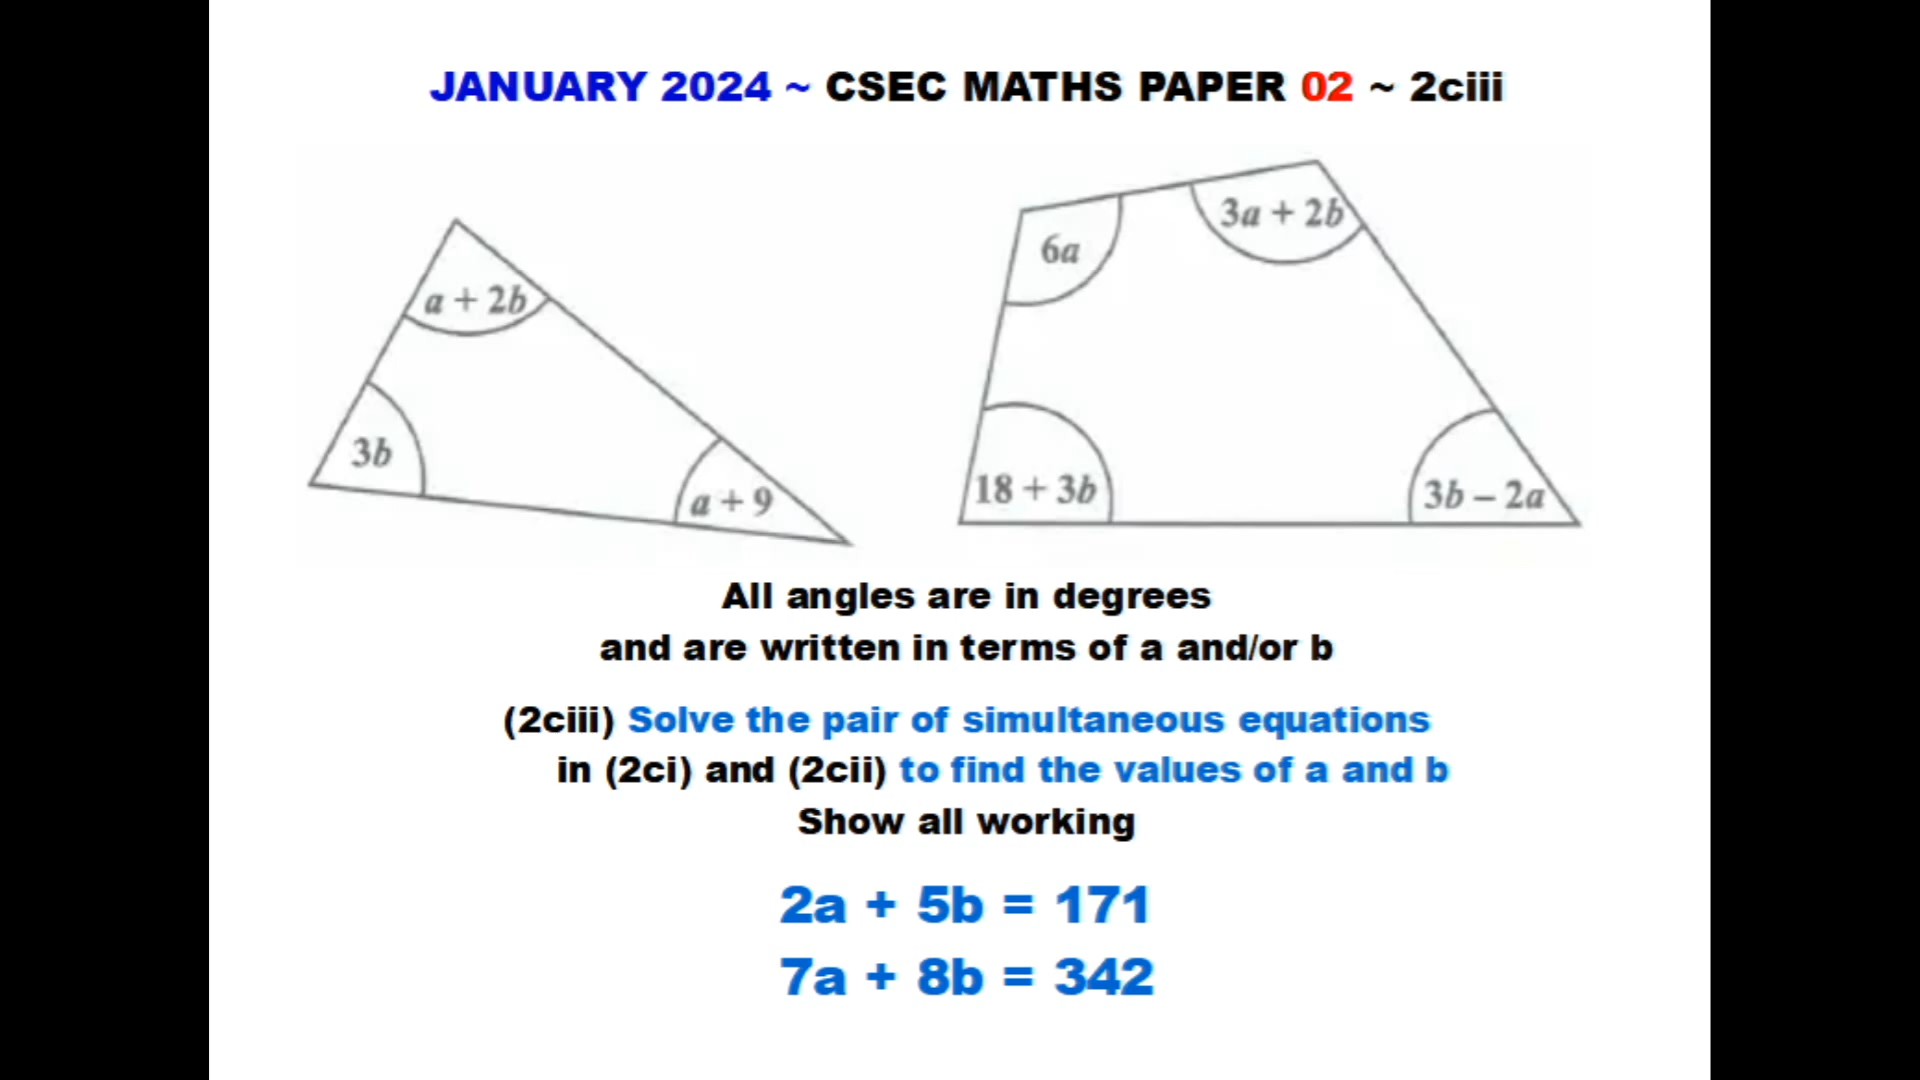 JANUARY 2024 ~ CSEC MATHS PAPER 02 ~ 2ciii
a + 2b
3b
a + 9
6a
3a + 2b
18 + 3b
3b – 2a
All angles are in degrees
and are written in terms of a and/or b
(2ciii) Solve the pair of simultaneous equations
in (2ci) and (2cii) to find the values of a and b
Show all working
2a + 5b = 171
7a + 8b = 342